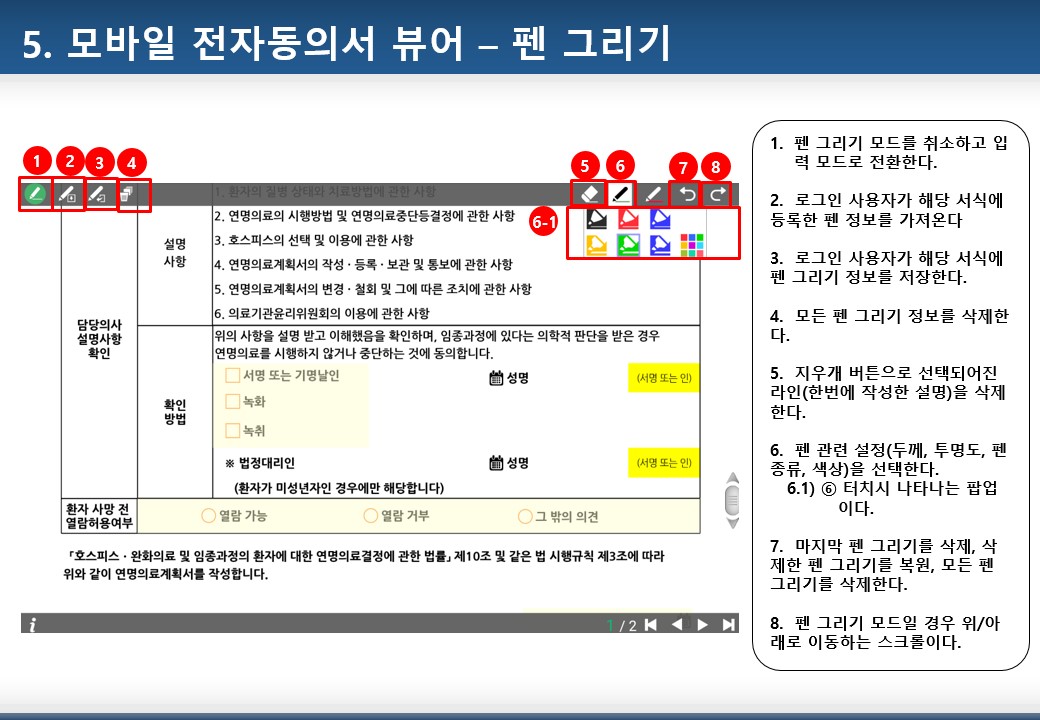 5. 모바일 전자동의서 뷰어 – 펜 그리기
1
2
3
4
5
6
7
8
6-1
1. 환자의 질병 상태와 치료방법에 관한 사항
2. 연명의료의 시행방법 및 연명의료중단등결정에 관한 사항
3. 호스피스의 선택 및 이용에 관한 사항
4. 연명의료계획서의 작성 · 등록 · 보관 및 통보에 관한 사항
5. 연명의료계획서의 변경 · 철회 및 그에 따른 조치에 관한 사항
6. 의료기관윤리위원회의 이용에 관한 사항
설명
사항
담당의사
설명사항
확인
위의 사항을 설명 받고 이해했음을 확인하며, 임종과정에 있다는 의학적 판단을 받은 경우
연명의료를 시행하지 않거나 중단하는 것에 동의합니다.
확인
방법
서명 또는 기명날인
녹화
녹취
성명
(서명 또는 인)
※ 법정대리인
성명
(서명 또는 인)
(환자가 미성년자인 경우에만 해당합니다)
환자 사망 전
열람허용여부
열람 가능
열람 거부
그 밖의 의견
「호스피스 · 완화의료 및 임종과정의 환자에 대한 연명의료결정에 관한 법률」 제10조 및 같은 법 시행규칙 제3조에 따라
위와 같이 연명의료계획서를 작성합니다.
i
1 / 2
1. 펜 그리기 모드를 취소하고 입
력 모드로 전환한다.
2. 로그인 사용자가 해당 서식에
등록한 펜 정보를 가져온다
3. 로그인 사용자가 해당 서식에
펜 그리기 정보를 저장한다.
4. 모든 펜 그리기 정보를 삭제한
다.
5. 지우개 버튼으로 선택되어진
라인(한번에 작성한 설명)을 삭제
한다.
6. 펜 관련 설정(두께, 투명도, 펜
종류, 색상)을 선택한다.
6.1) ⑥ 터치시 나타나는 팝업
이다.
7. 마지막 펜 그리기를 삭제, 삭
제한 펜 그리기를 복원, 모든 펜
그리기를 삭제한다.
8. 펜 그리기 모드일 경우 위/아
래로 이동하는 스크롤이다.